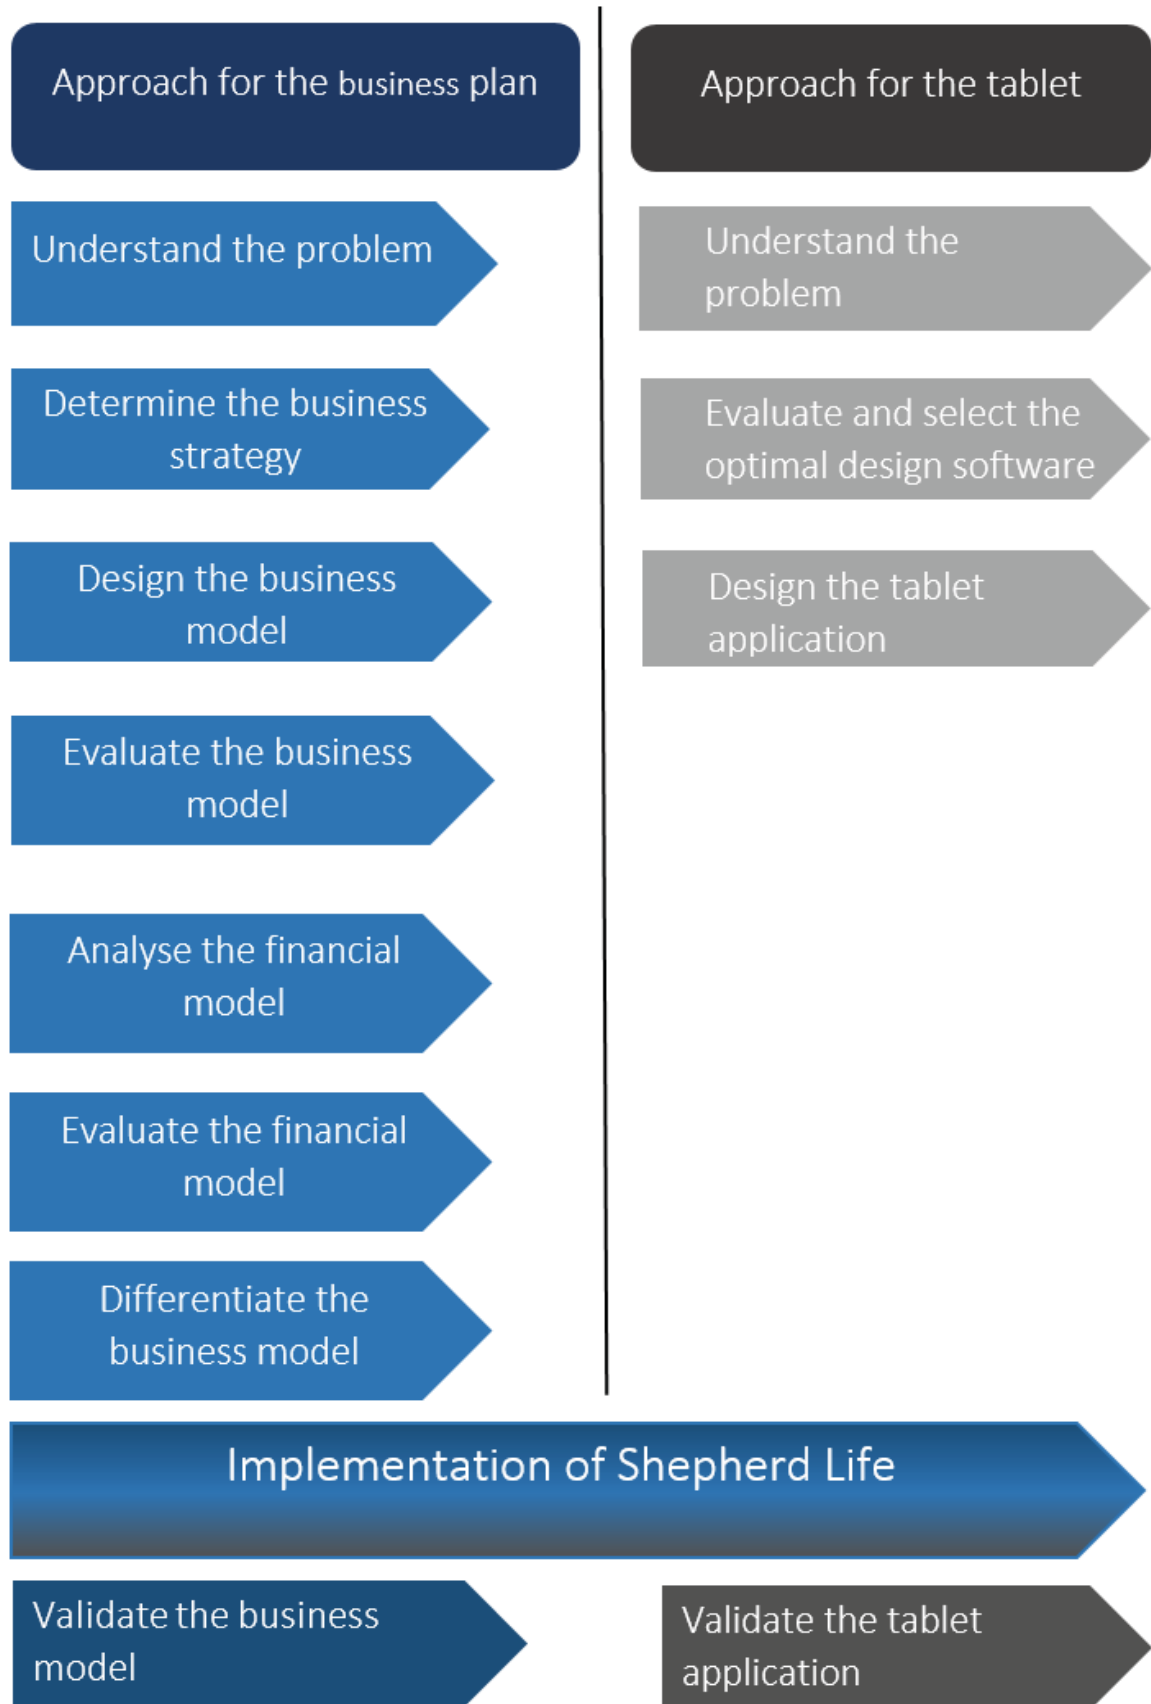 Approach for the business plan
Approach for the tablet
Understand the problem
Understand the
problem
Determine the business
strategy
Evaluate and select the
optimal design software
Design the business
model
Design the tablet
application
Evaluate the business
model
Analyse the financial
model
Evaluate the financial
model
Differentiate the
business model
Implementation of Shepherd Life
Validate the business
model
Validate the tablet
application